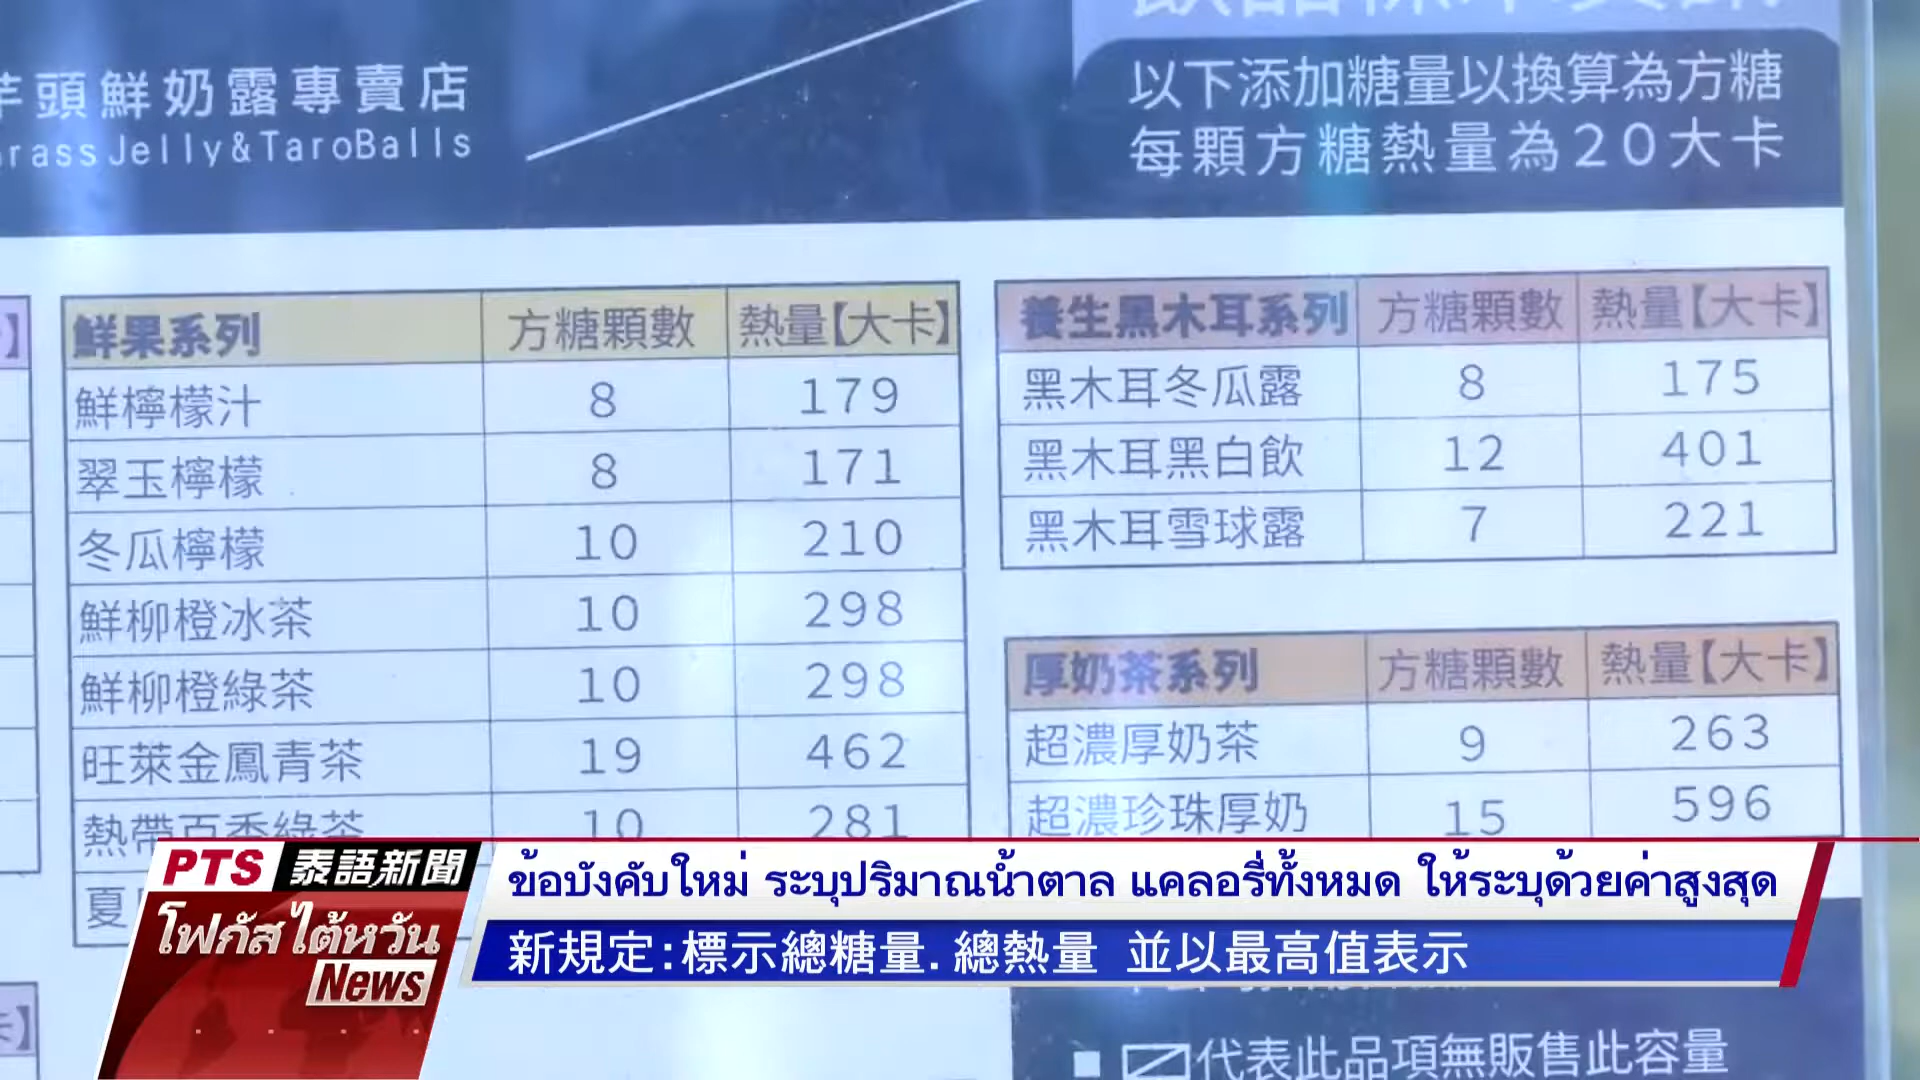 芋頭鮮奶露專賣店
GrassJelly&TaroBalls
以下添加糖量以換算為方糖
每顆方糖熱量為20大卡
鮮果系列 方糖顆數 熱量【大卡】
鮮檸檬汁 8 179
翠玉檸檬 8 171
冬瓜檸檬 10 210
鮮柳橙冰茶 10 298
鮮柳橙綠茶 10 298
旺萊金鳳青茶 19 462
熱帶百香綠茶 10 281
夏
養生黑木耳系列 方糖顆數 熱量【大卡】
黑木耳冬瓜露 8 175
黑木耳黑白飲 12 401
黑木耳雪球露 7 221
厚奶茶系列 方糖顆數 熱量【大卡】
超濃厚奶茶 9 263
超濃珍珠厚奶 15 596
代表此品項無販售此容量
PTS 泰語新聞
โฟกัสไต้หวัน
News
ข้อบังคับใหม่ ระบุปริมาณน้ำตาล แคลอรี่ทั้งหมด ให้ระบุด้วยค่าสูงสุด
新規定:標示總糖量.總熱量 並以最高值表示